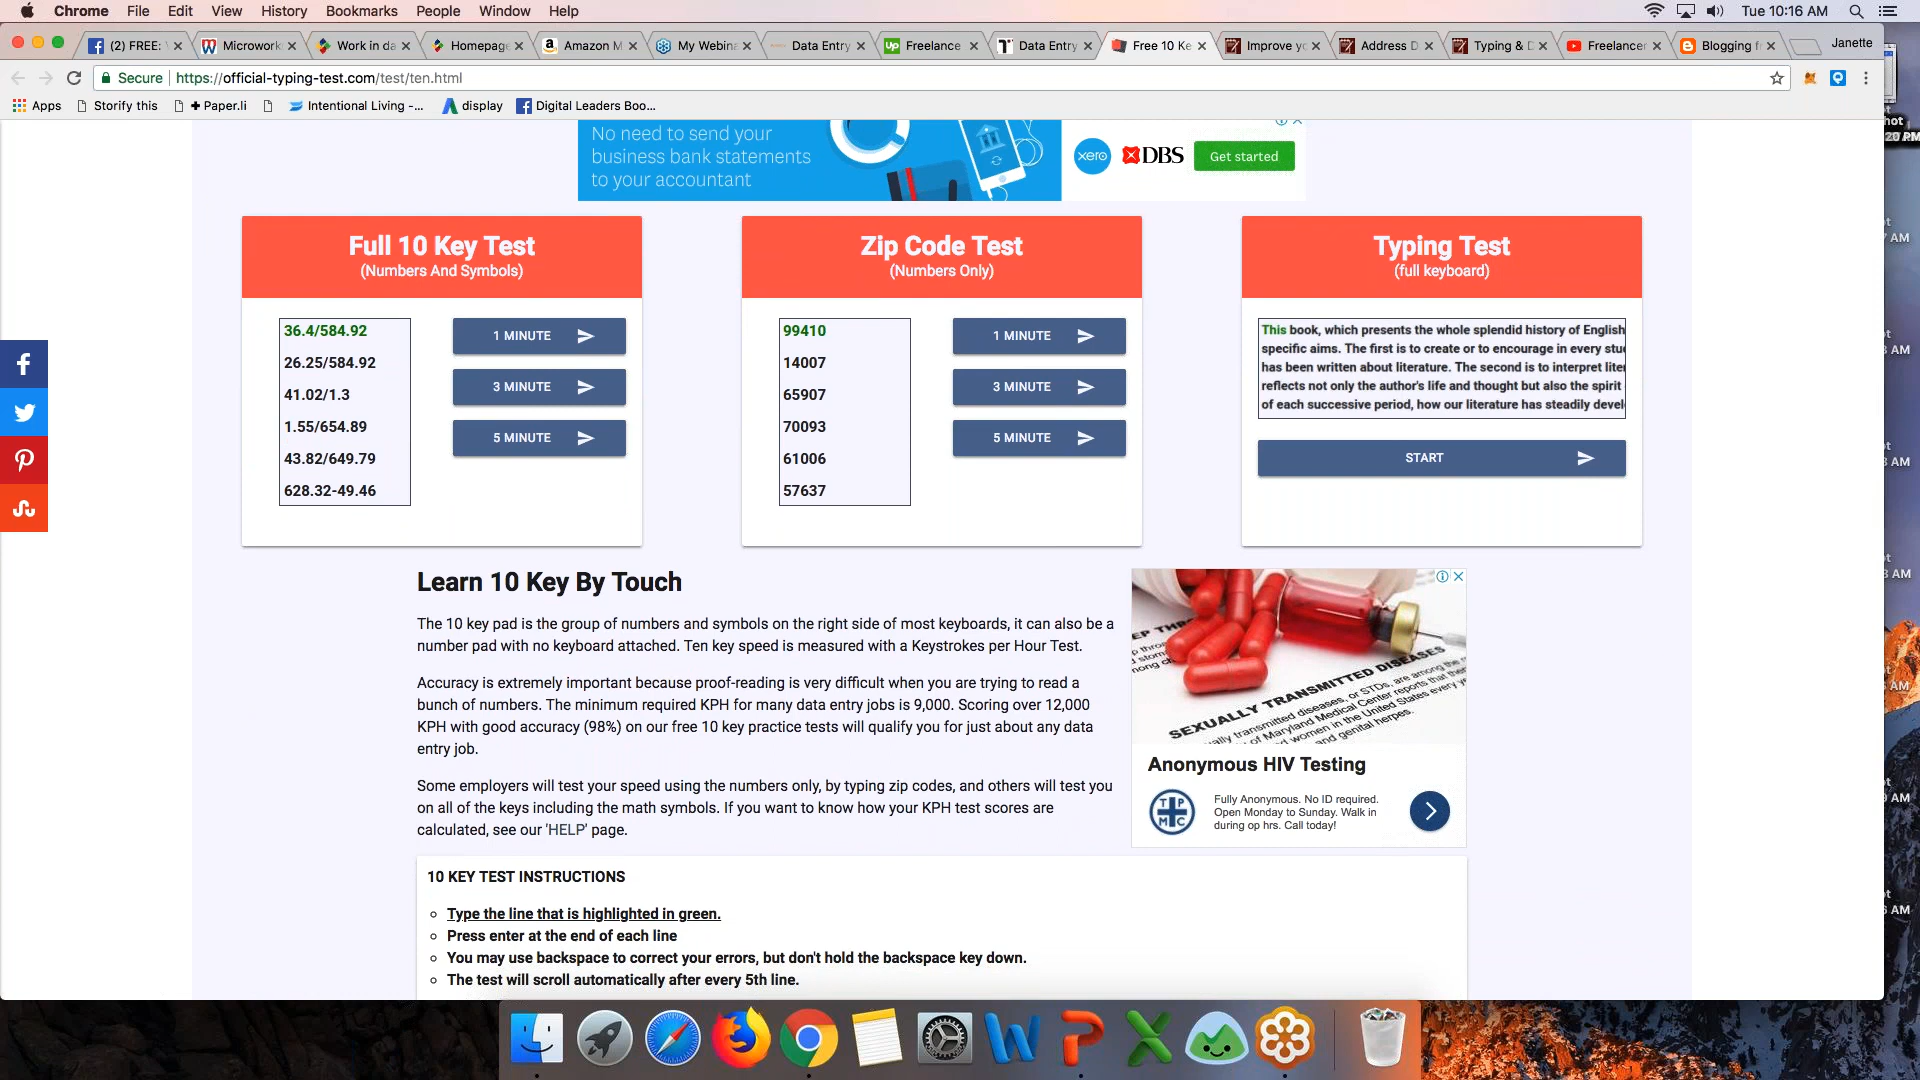 Chrome File Edit View History Bookmarks People Window Help Tue 10:16 AM
(2) FREE: Microwork Work in da Homepage Amazon M My Webina Data Entry Freelance Data Entry Free 10 Ke Improve yo Address D Typing & D Freelancer Blogging f Janette
Secure https://official-typing-test.com/test/ten.html
Apps Storify this + Paper.li Intentional Living -... display Digital Leaders Boo...
No need to send your
business bank statements
to your accountant
xero DBS Get started
Full 10 Key Test
(Numbers And Symbols)
36.4/584.92
26.25/584.92
41.02/1.3
1.55/654.89
43.82/649.79
628.32-49.46
1 MINUTE
3 MINUTE
5 MINUTE
Zip Code Test
(Numbers Only)
99410
14007
65907
70093
61006
57637
1 MINUTE
3 MINUTE
5 MINUTE
Typing Test
(full keyboard)
This book, which presents the whole splendid history of English
specific aims. The first is to create or to encourage in every stu
has been written about literature. The second is to interpret liter
reflects not only the author's life and thought but also the spirit
of each successive period, how our literature has steadily devel
START
Learn 10 Key By Touch
The 10 key pad is the group of numbers and symbols on the right side of most keyboards, it can also be a
number pad with no keyboard attached. Ten key speed is measured with a Keystrokes per Hour Test.
Accuracy is extremely important because proof-reading is very difficult when you are trying to read a
bunch of numbers. The minimum required KPH for many data entry jobs is 9,000. Scoring over 12,000
KPH with good accuracy (98%) on our free 10 key practice tests will qualify you for just about any data
entry job.
Some employers will test your speed using the numbers only, by typing zip codes, and others will test you
on all of the keys including the math symbols. If you want to know how your KPH test scores are
calculated, see our 'HELP' page.
SEXUALLY TRANSMITTED DISEASES
Anonymous HIV Testing
TPMC
Fully Anonymous. No ID required.
Open Monday to Sunday. Walk in
during op hrs. Call today!
10 KEY TEST INSTRUCTIONS
Type the line that is highlighted in green.
Press enter at the end of each line
You may use backspace to correct your errors, but don't hold the backspace key down.
The test will scroll automatically after every 5th line.